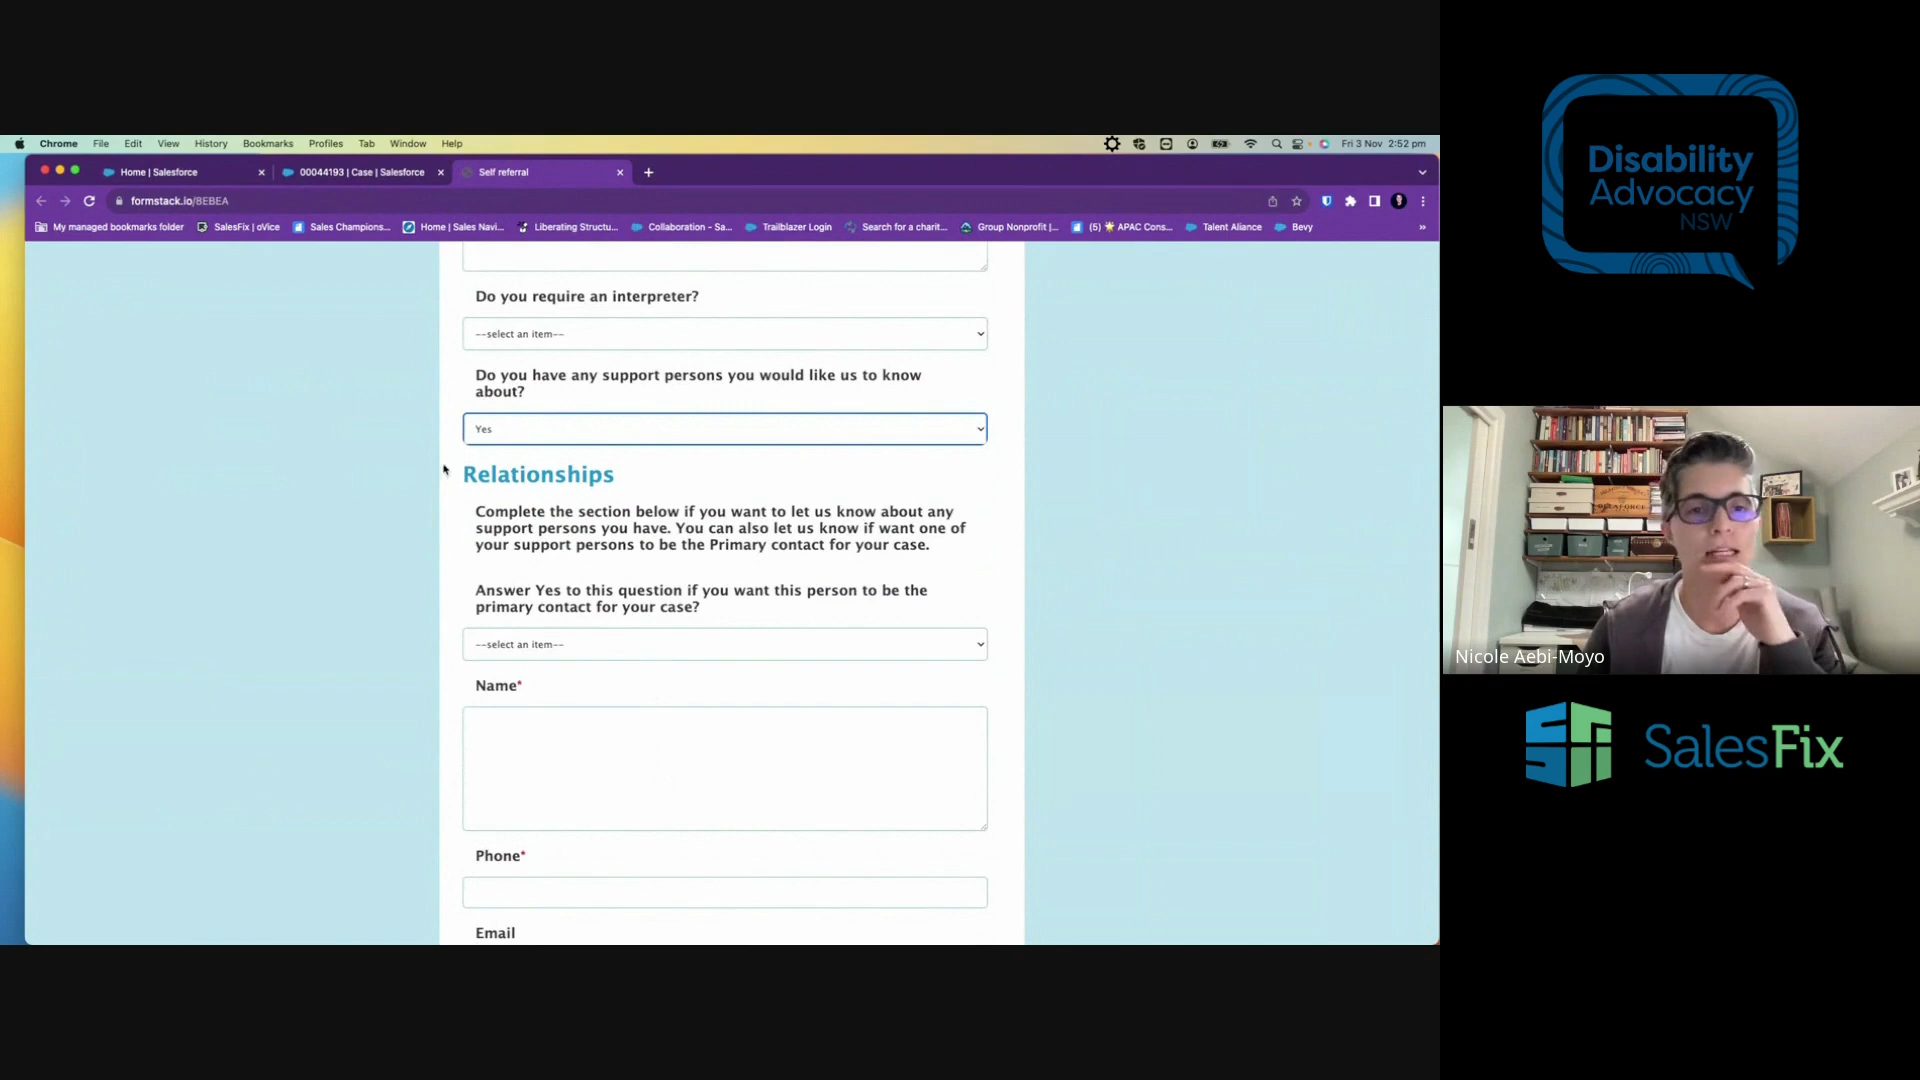 Chrome File Edit View History Bookmarks Profiles Tab Window Help
Fri 3 Nov 2:52 pm
Home | Salesforce
00044193 | Case | Salesforce
Self referral
formstack.io/8EBEA
My managed bookmarks folder
SalesFix | oVice
Sales Champions...
Home | Sales Navi...
Liberating Structu...
Collaboration - Sa...
Trailblazer Login
Search for a charit...
Group Nonprofit |...
(5) 🌟 APAC Cons...
Talent Alliance
Bevy
»
Do you require an interpreter?
--select an item--
Do you have any support persons you would like us to know
about?
Yes
Relationships
Complete the section below if you want to let us know about any
support persons you have. You can also let us know if want one of
your support persons to be the Primary contact for your case.
Answer Yes to this question if you want this person to be the
primary contact for your case?
--select an item--
Name*
Phone*
Email
Disability
Advocacy
NSW
Nicole Aebi-Moyo
SalesFix